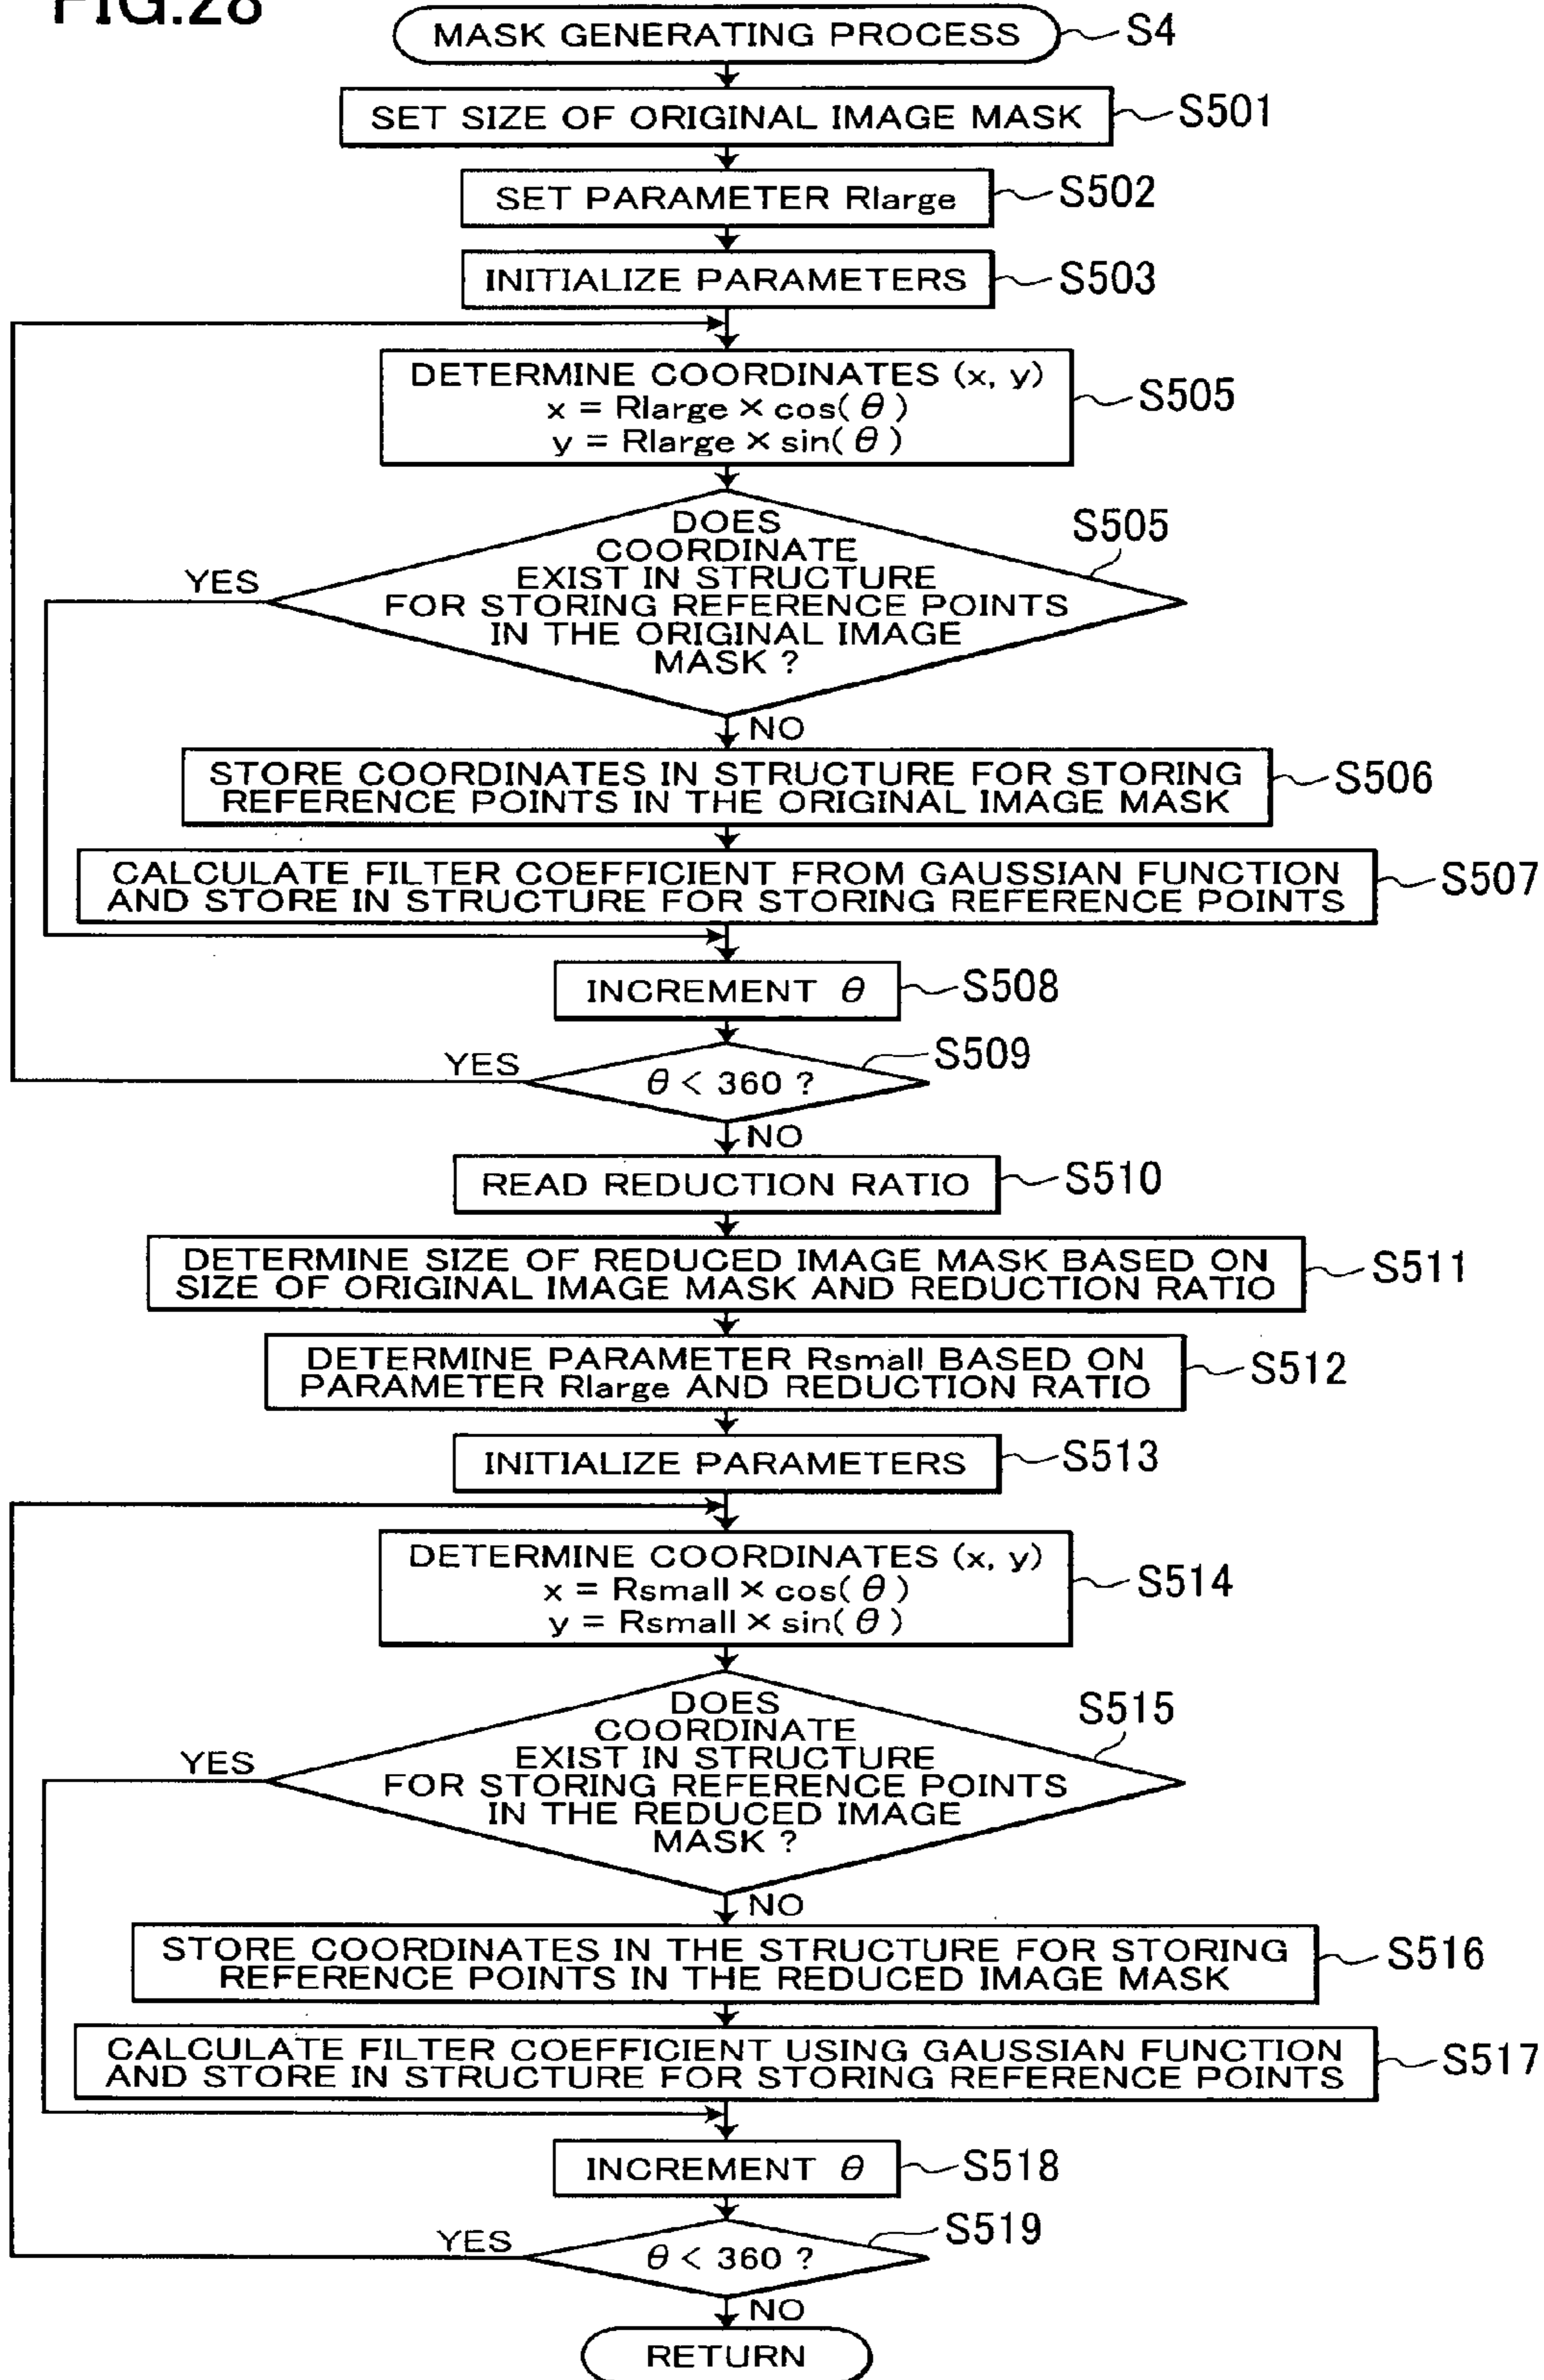 FIG.28
MASK GENERATING PROCESS S4
SET SIZE OF ORIGINAL IMAGE MASK S501
SET PARAMETER Rlarge S502
INITIALIZE PARAMETERS S503
DETERMINE COORDINATES (x, y)
x = Rlarge × cos(θ)
y = Rlarge × sin(θ)
S505
DOES
COORDINATE
EXIST IN STRUCTURE
FOR STORING REFERENCE POINTS
IN THE ORIGINAL IMAGE
MASK ?
S505
YES
NO
STORE COORDINATES IN STRUCTURE FOR STORING
REFERENCE POINTS IN THE ORIGINAL IMAGE MASK
S506
CALCULATE FILTER COEFFICIENT FROM GAUSSIAN FUNCTION
AND STORE IN STRUCTURE FOR STORING REFERENCE POINTS
S507
INCREMENT θ S508
YES
θ < 360 ?
S509
NO
READ REDUCTION RATIO S510
DETERMINE SIZE OF REDUCED IMAGE MASK BASED ON
SIZE OF ORIGINAL IMAGE MASK AND REDUCTION RATIO
S511
DETERMINE PARAMETER Rsmall BASED ON
PARAMETER Rlarge AND REDUCTION RATIO
S512
INITIALIZE PARAMETERS S513
DETERMINE COORDINATES (x, y)
x = Rsmall × cos(θ)
y = Rsmall × sin(θ)
S514
DOES
COORDINATE
EXIST IN STRUCTURE
FOR STORING REFERENCE POINTS
IN THE REDUCED IMAGE
MASK ?
S515
YES
NO
STORE COORDINATES IN THE STRUCTURE FOR STORING
REFERENCE POINTS IN THE REDUCED IMAGE MASK
S516
CALCULATE FILTER COEFFICIENT USING GAUSSIAN FUNCTION
AND STORE IN STRUCTURE FOR STORING REFERENCE POINTS
S517
INCREMENT θ S518
YES
θ < 360 ?
S519
NO
RETURN